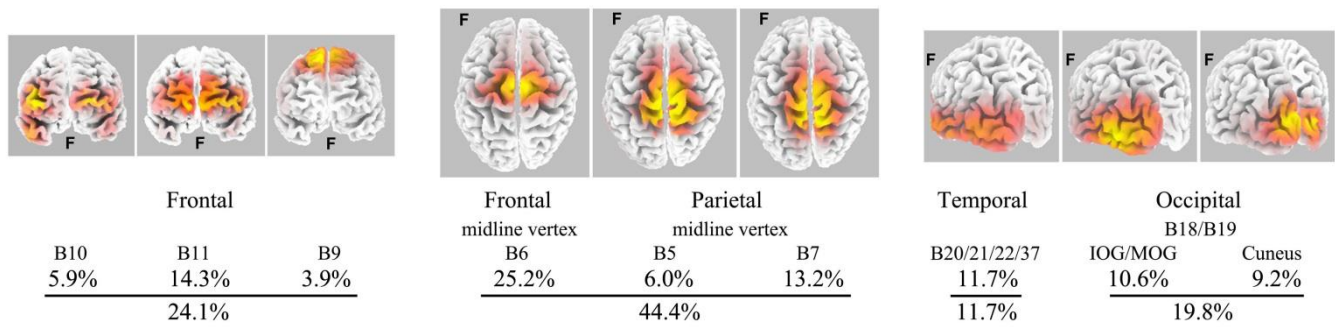 F
F
F
F
F
F
F
F
F
Frontal
Frontal
Parietal
Temporal
Occipital
midline vertex
midline vertex
B18/B19
B10
B11
B9
B6
B5
B7
B20/21/22/37
IOG/MOG
Cuneus
5.9%
14.3%
3.9%
25.2%
6.0%
13.2%
11.7%
10.6%
9.2%
24.1%
44.4%
11.7%
19.8%